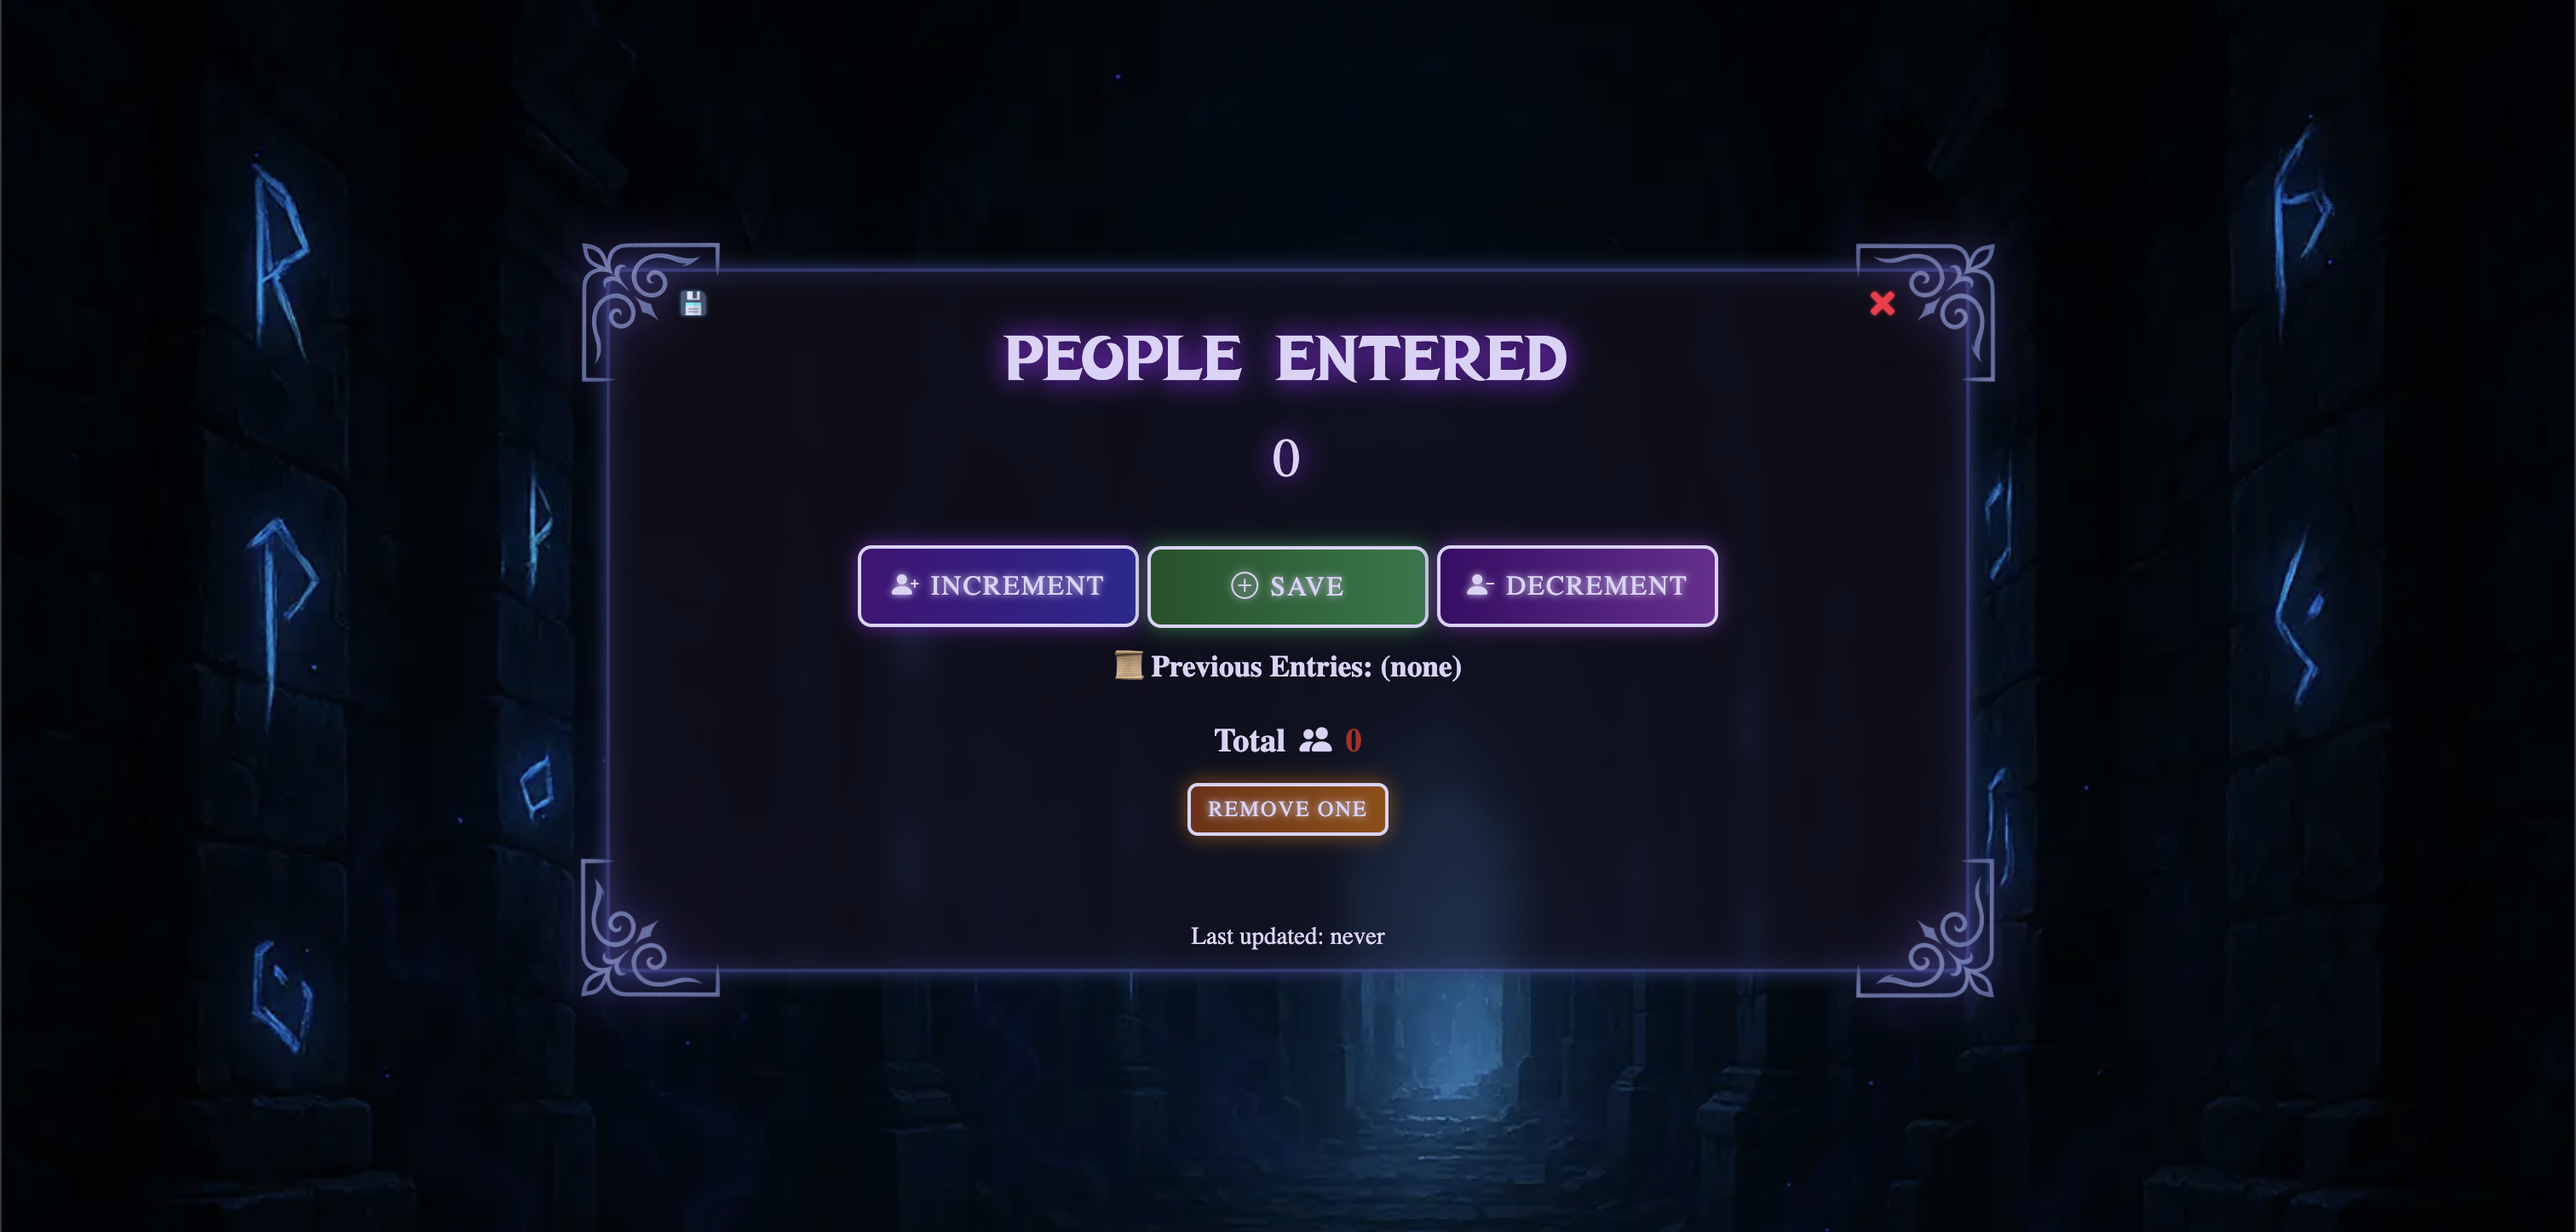 PEOPLE ENTERED
0
INCREMENT
SAVE
DECREMENT
Previous Entries: (none)
Total 0
REMOVE ONE
Last updated: never